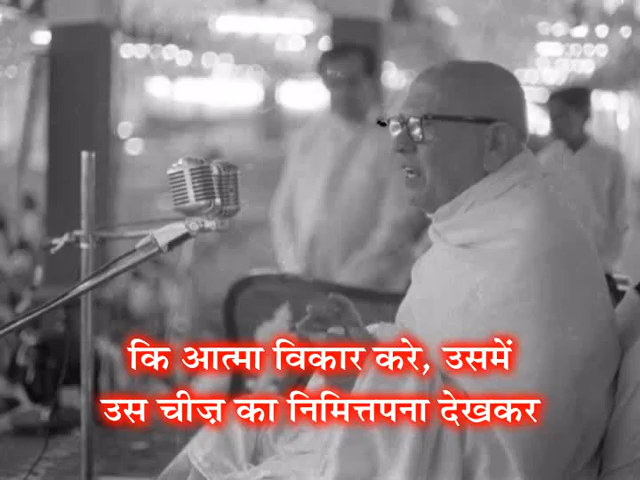 कि आत्मा विकार करे, उसमें
उस चीज़ का निमित्तपना देखकर